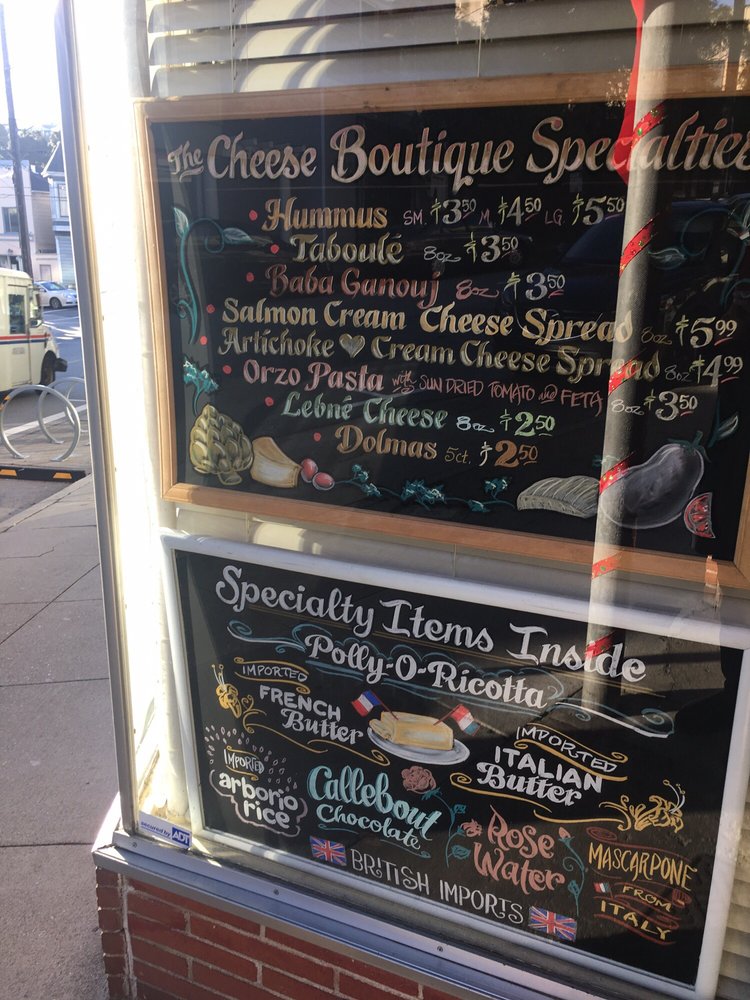 The Cheese Boutique Specialties
Hummus SM $3.50 M $4.50 LG $5.50
Taboulé 8oz $3.50
Baba Ganouj 8oz $3.50
Salmon Cream Cheese Spread 8oz $5.99
Artichoke Cream Cheese Spread 8oz $4.99
Orzo Pasta with SUN DRIED TOMATO and FETA 8oz $3.50
Lebné Cheese 8oz $2.50
Dolmas 5ct. $2.50
Specialty Items Inside
Polly-O-Ricotta
IMPORTED
FRENCH
Butter
IMPORTED
ITALIAN
Butter
IMPORTED
arborio
rice
Callebout
Chocolate
Rose
Water
MASCARPONE
FROM
ITALY
BRITISH IMPORTS
secured by ADT